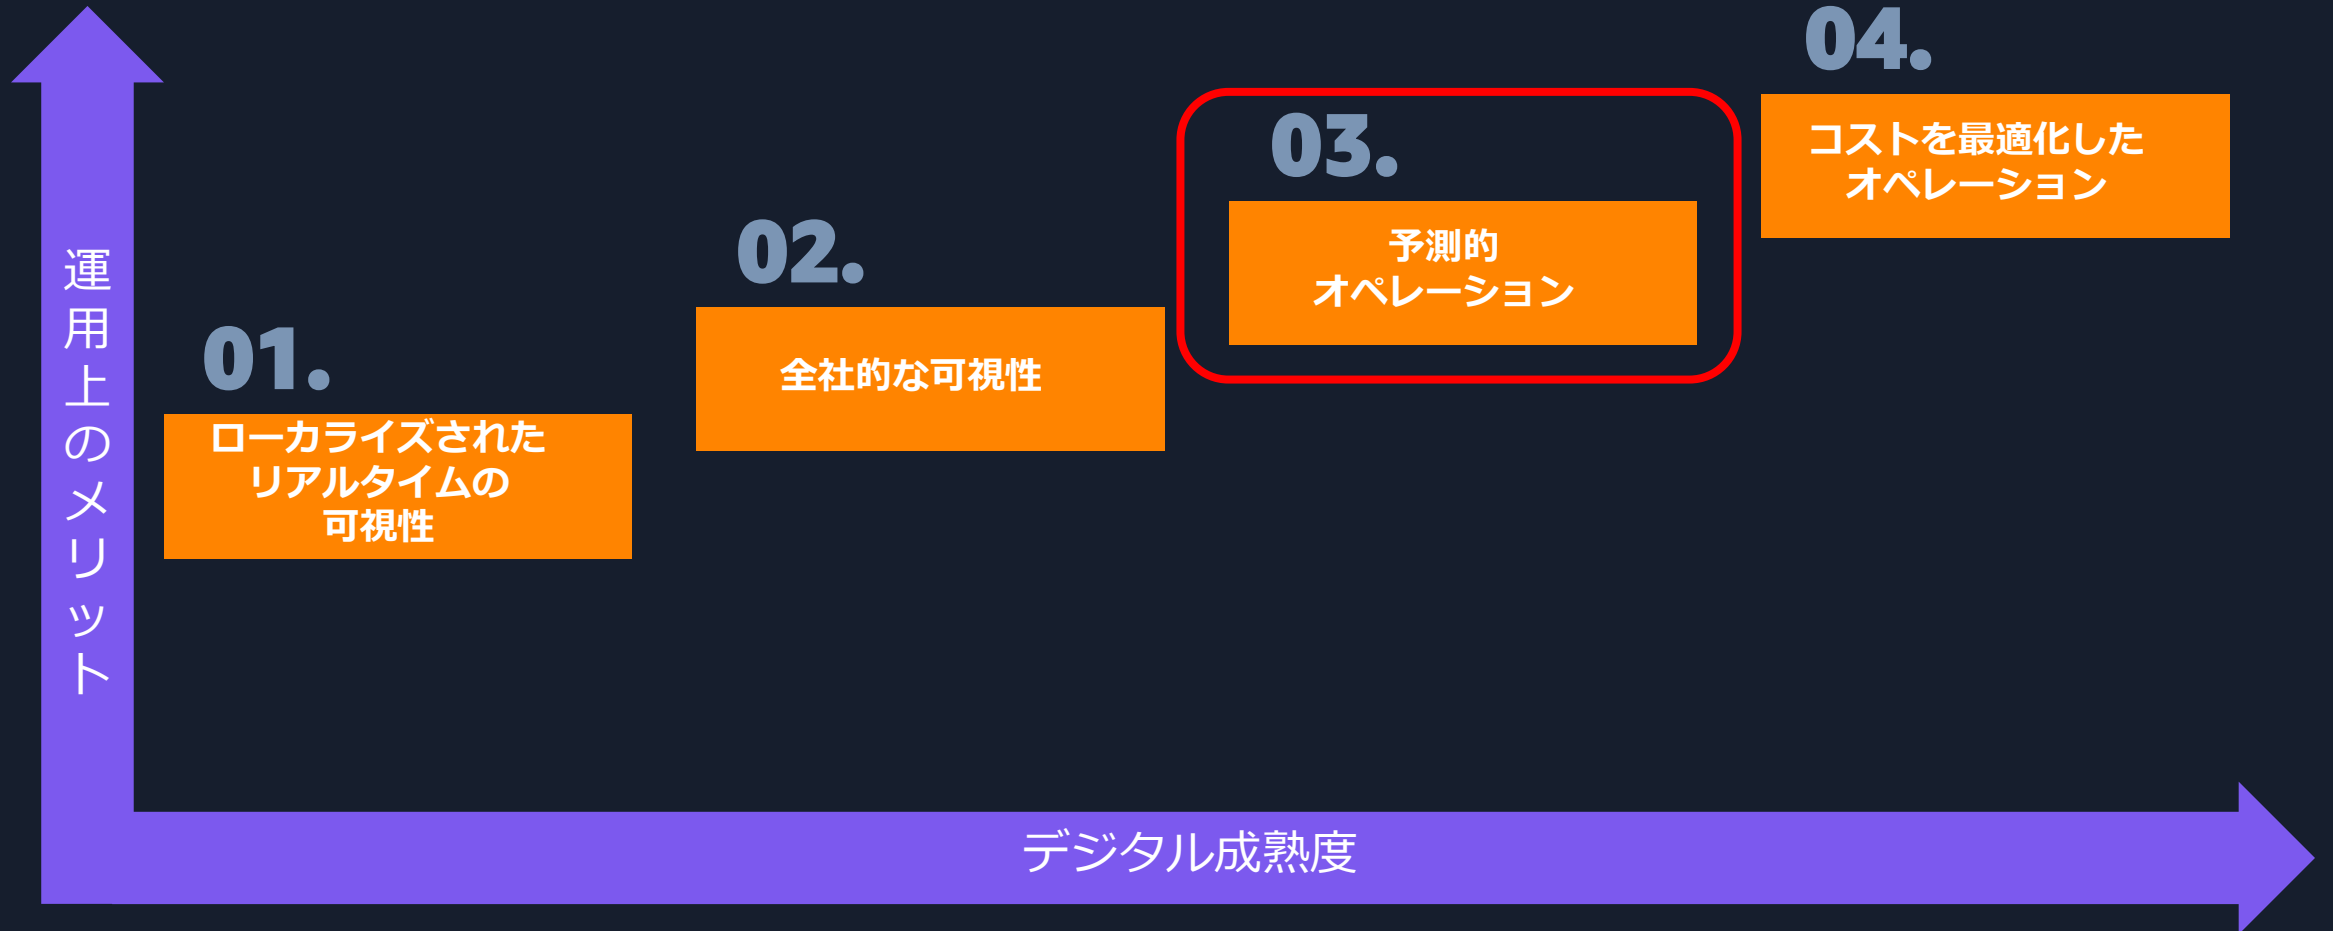 運用上のメリット
01.
ローカライズされた
リアルタイムの
可視性
02.
全社的な可視性
03.
予測的
オペレーション
04.
コストを最適化した
オペレーション
デジタル成熟度